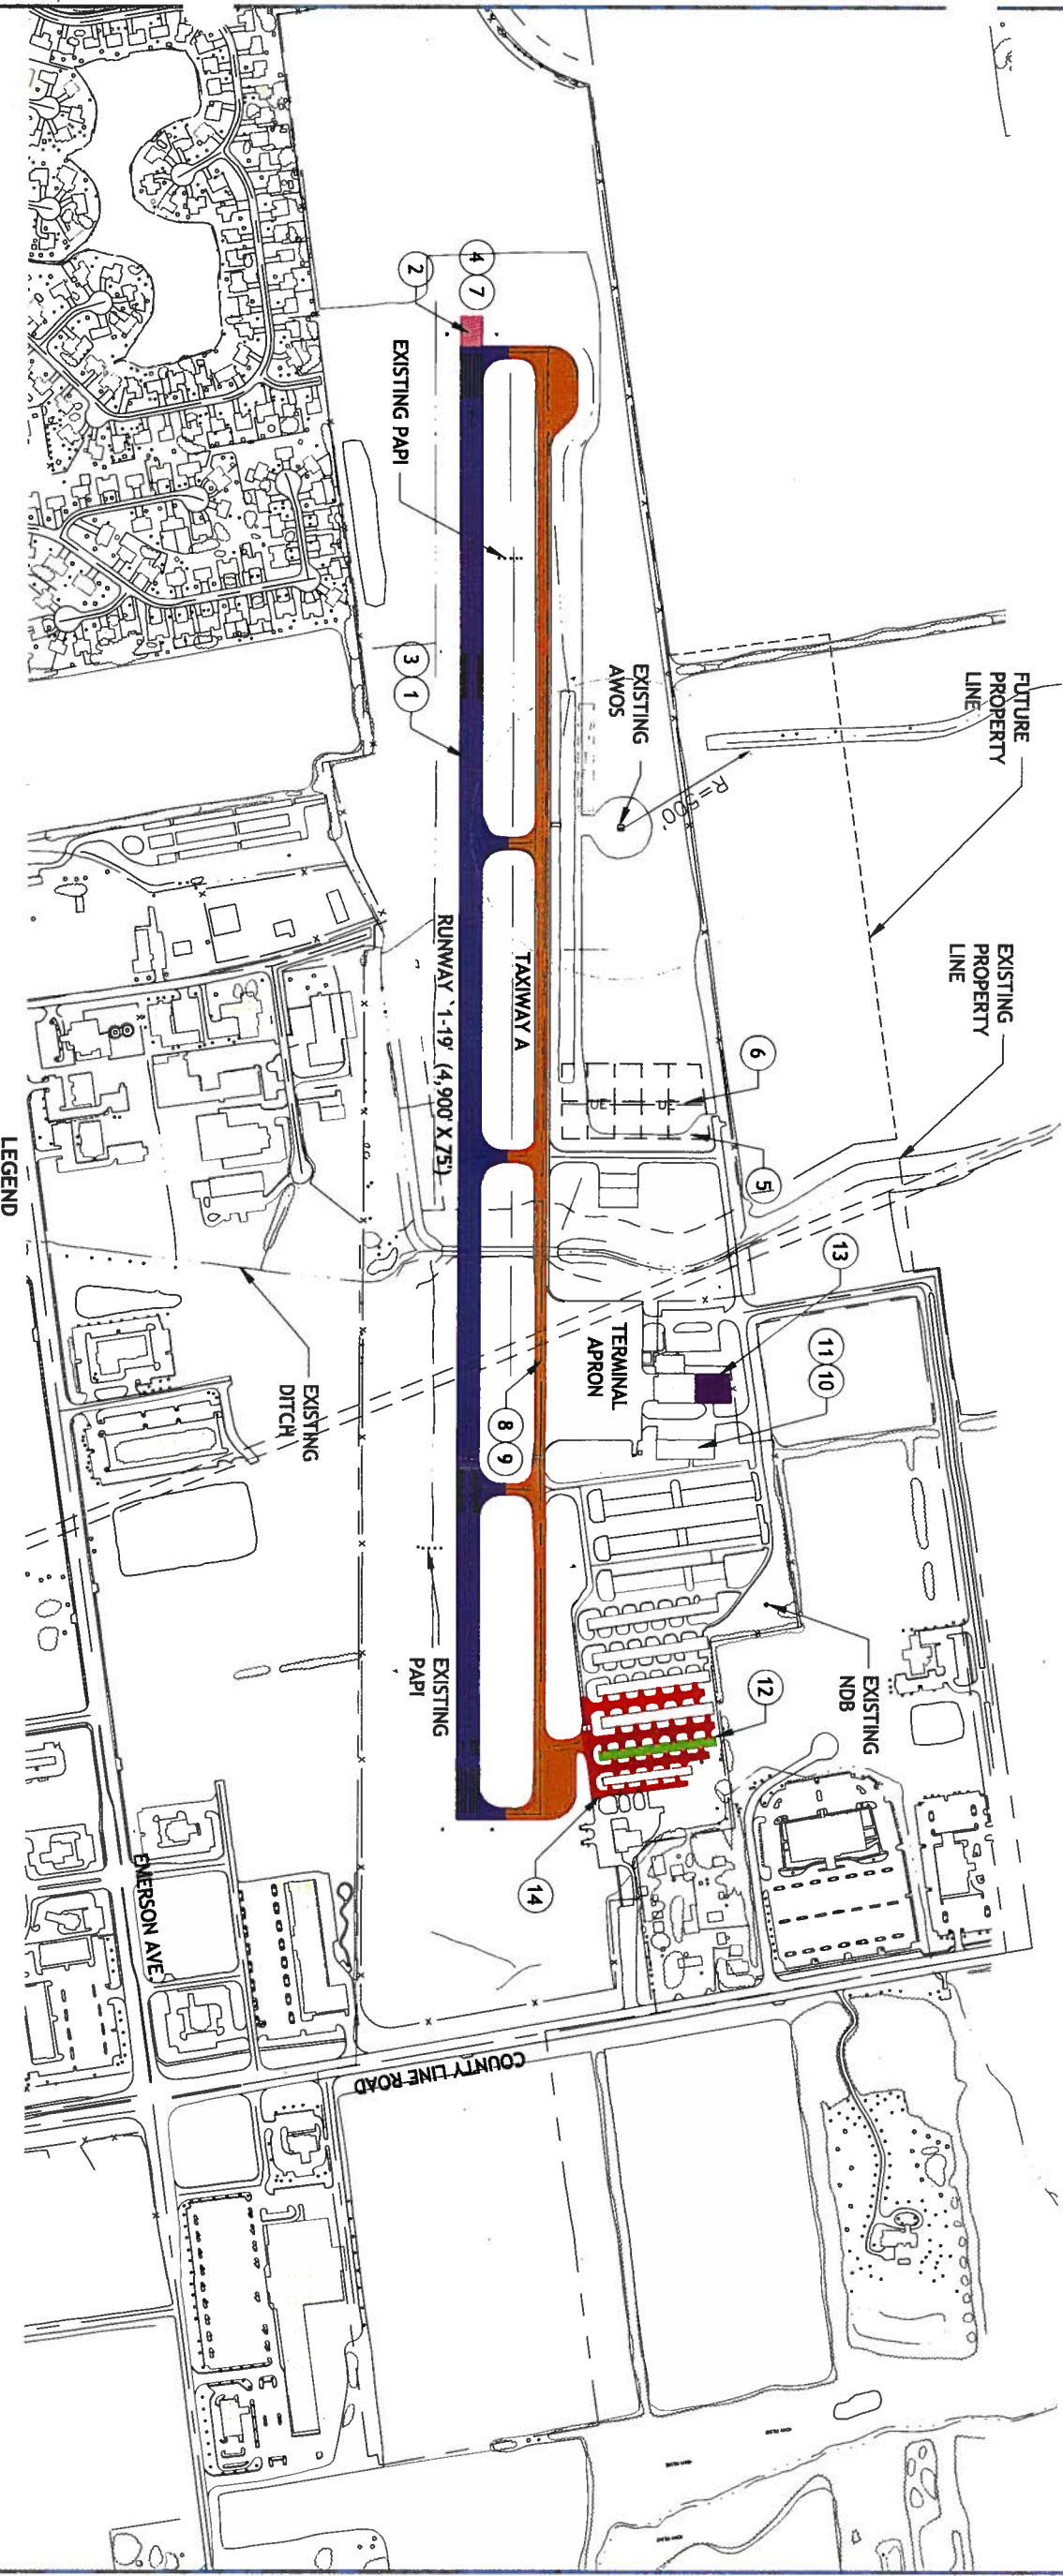 FUTURE
PROPERTY
LINE
EXISTING
PROPERTY
LINE
R=500'
EXISTING
AWOS
6
5
13
11 10
EXISTING
NDB
12
4 7
2
EXISTING PAPI
3 1
TAXIWAY A
RUNWAY '1-19' (4,900' X 75')
TERMINAL
APRON
8 9
EXISTING
DITCH
EXISTING
PAPI
14
EMERSON AVE.
COUNTY LINE ROAD
LEGEND